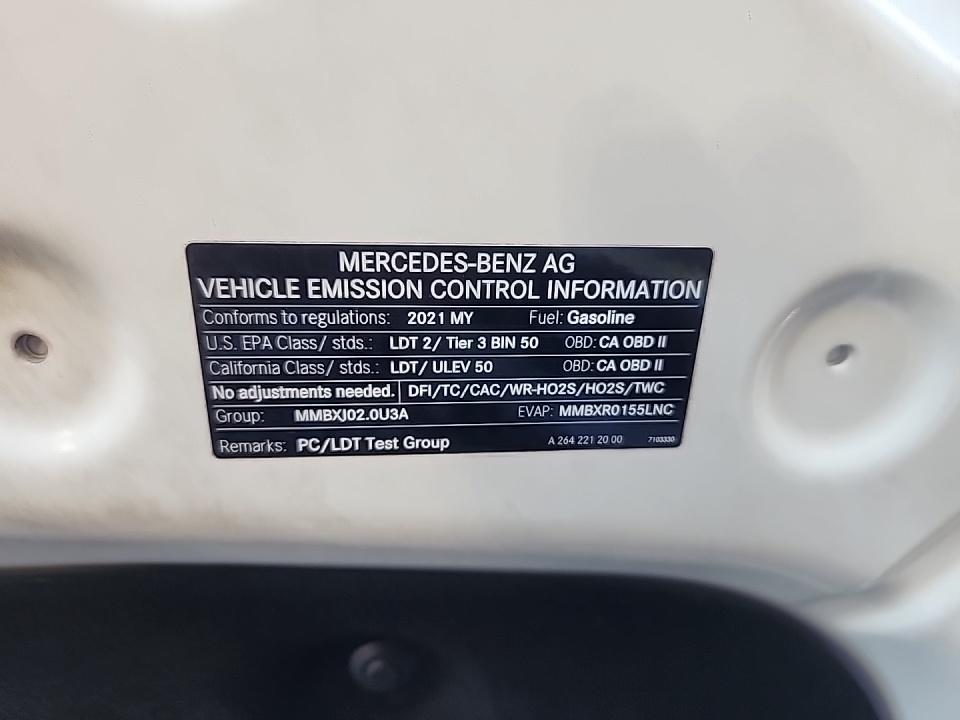 MERCEDES-BENZ AG
VEHICLE EMISSION CONTROL INFORMATION
Conforms to regulations: 2021 MY Fuel: Gasoline
U.S. EPA Class/ stds.: LDT 2/ Tier 3 BIN 50 OBD: CA OBD II
California Class/ stds.: LDT/ ULEV 50 OBD: CA OBD II
No adjustments needed. DFI/TC/CAC/WR-HO2S/HO2S/TWC
Group: MMBXJ02.0U3A EVAP: MMBXR0155LNC
Remarks: PC/LDT Test Group A 264 221 20 00 7103330